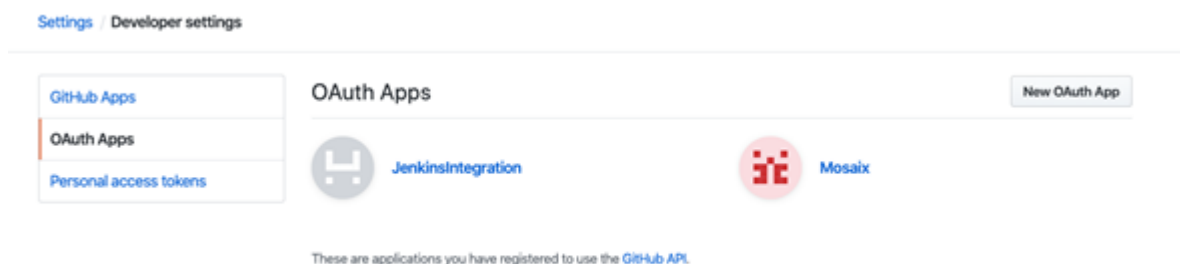 Settings / Developer settings
GitHub Apps
OAuth Apps
Personal access tokens
OAuth Apps
New OAuth App
JenkinsIntegration
Mosaix
These are applications you have registered to use the GitHub API.